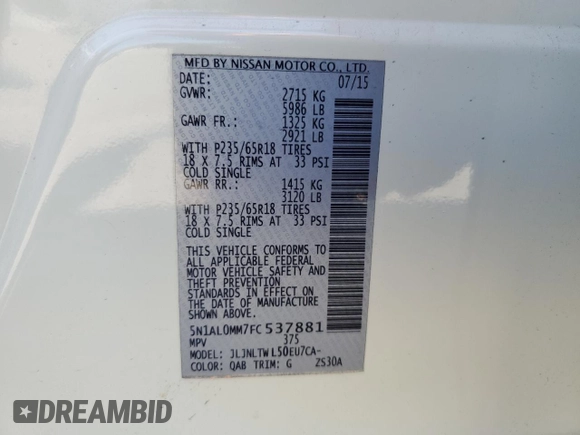 MFD BY NISSAN MOTOR CO., LTD.
DATE: 07/15
GVWR: 2715 KG
5986 LB
GAWR FR.: 1325 KG
2921 LB
WITH P235/65R18 TIRES
18 X 7.5 RIMS AT 33 PSI
COLD SINGLE
GAWR RR.: 1415 KG
3120 LB
WITH P235/65R18 TIRES
18 X 7.5 RIMS AT 33 PSI
COLD SINGLE
THIS VEHICLE CONFORMS TO
ALL APPLICABLE FEDERAL
MOTOR VEHICLE SAFETY AND
THEFT PREVENTION
STANDARDS IN EFFECT ON
THE DATE OF MANUFACTURE
5N1AL0MM7FC537881
MPV 375
MODEL: JLJNLTW L50EU7CA-
COLOR: QAB TRIM: G ZS30A
DREAMBID